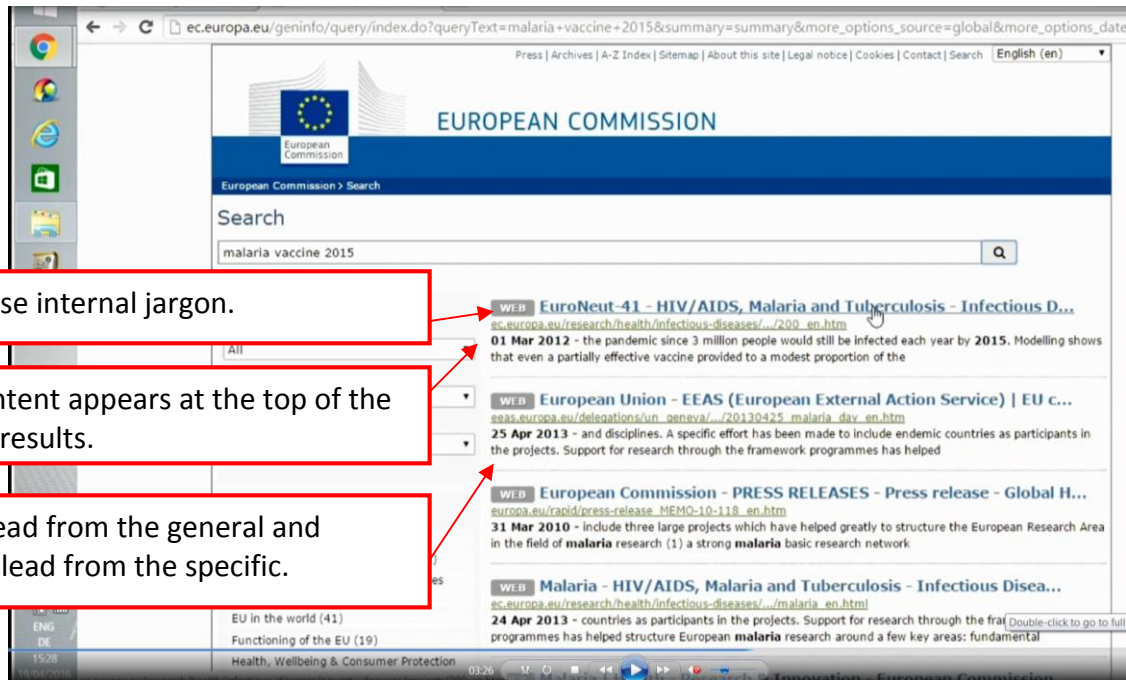 ec.europa.eu/geninfo/query/index.do?queryText=malaria+vaccine+2015&summary=summary&more_options_source=global&more_options_date
Press | Archives | A-Z Index | Sitemap | About this site | Legal notice | Cookies | Contact | Search English (en)
EUROPEAN COMMISSION
European
Commission
European Commission > Search
Search
malaria vaccine 2015
se internal jargon.
All
ntent appears at the top of the
results.
ead from the general and
lead from the specific.
es
EU in the world (41)
Functioning of the EU (19)
Health, Wellbeing & Consumer Protection
WEB EuroNeut-41 - HIV/AIDS, Malaria and Tuberculosis - Infectious D...
ec.europa.eu/research/health/infectious-diseases/.../200_en.htm
01 Mar 2012 - the pandemic since 3 million people would still be infected each year by 2015. Modelling shows
that even a partially effective vaccine provided to a modest proportion of the
WEB European Union - EEAS (European External Action Service) | EU c...
eeas.europa.eu/delegations/un_geneva/.../20130425_malaria_day_en.htm
25 Apr 2013 - and disciplines. A specific effort has been made to include endemic countries as participants in
the projects. Support for research through the framework programmes has helped
WEB European Commission - PRESS RELEASES - Press release - Global H...
europa.eu/rapid/press-release_MEMO-10-118_en.htm
31 Mar 2010 - include three large projects which have helped greatly to structure the European Research Area
in the field of malaria research (1) a strong malaria basic research network
WEB Malaria - HIV/AIDS, Malaria and Tuberculosis - Infectious Disea...
ec.europa.eu/research/health/infectious-diseases/.../malaria_en.html
24 Apr 2013 - countries as participants in the projects. Support for research through the fra
Double-click to go to full
programmes has helped structure European malaria research around a few key areas: fundamental
Research & Innovation - European Commission
ENG
DE
15:28
19/04/2016
03:26